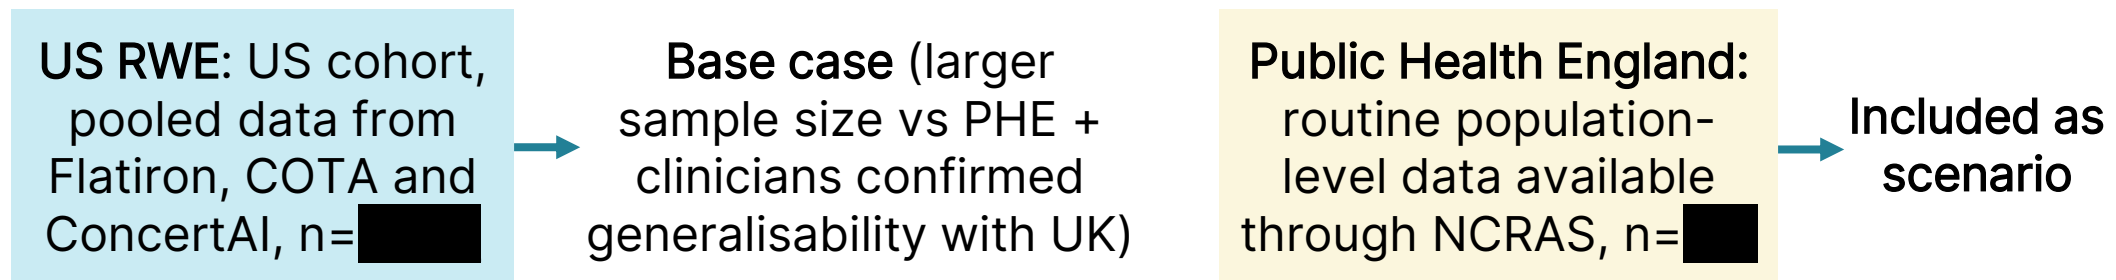 US RWE: US cohort,
pooled data from
Flatiron, COTA and
ConcertAI, n=
Base case (larger
sample size vs PHE +
clinicians confirmed
generalisability with UK)
Public Health England:
routine population-
level data available
through NCRAS, n=
Included as
scenario